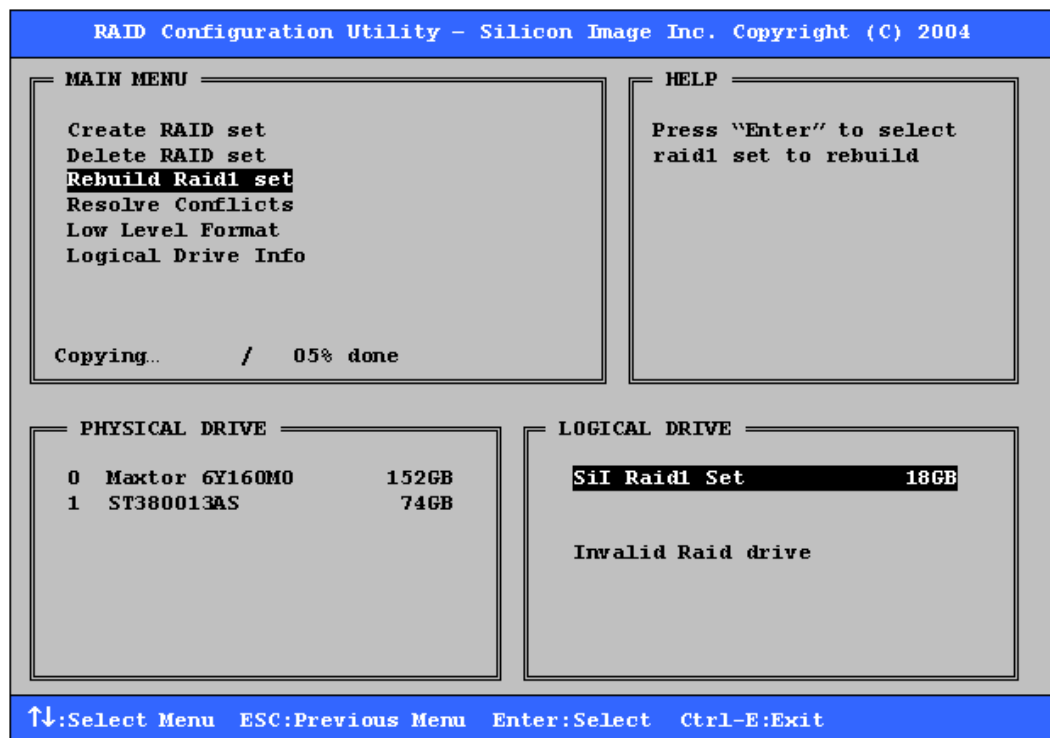 RAID Configuration Utility – Silicon Image Inc. Copyright (C) 2004
MAIN MENU
Create RAID set
Delete RAID set
Rebuild Raid1 set
Resolve Conflicts
Low Level Format
Logical Drive Info
Copying… / 05% done
HELP
Press “Enter” to select
raid1 set to rebuild
PHYSICAL DRIVE
0 Maxtor 6Y160M0 152GB
1 ST380013AS 74GB
LOGICAL DRIVE
SiI Raid1 Set 18GB
Invalid Raid drive
↑↓:Select Menu ESC:Previous Menu Enter:Select Ctrl-E:Exit